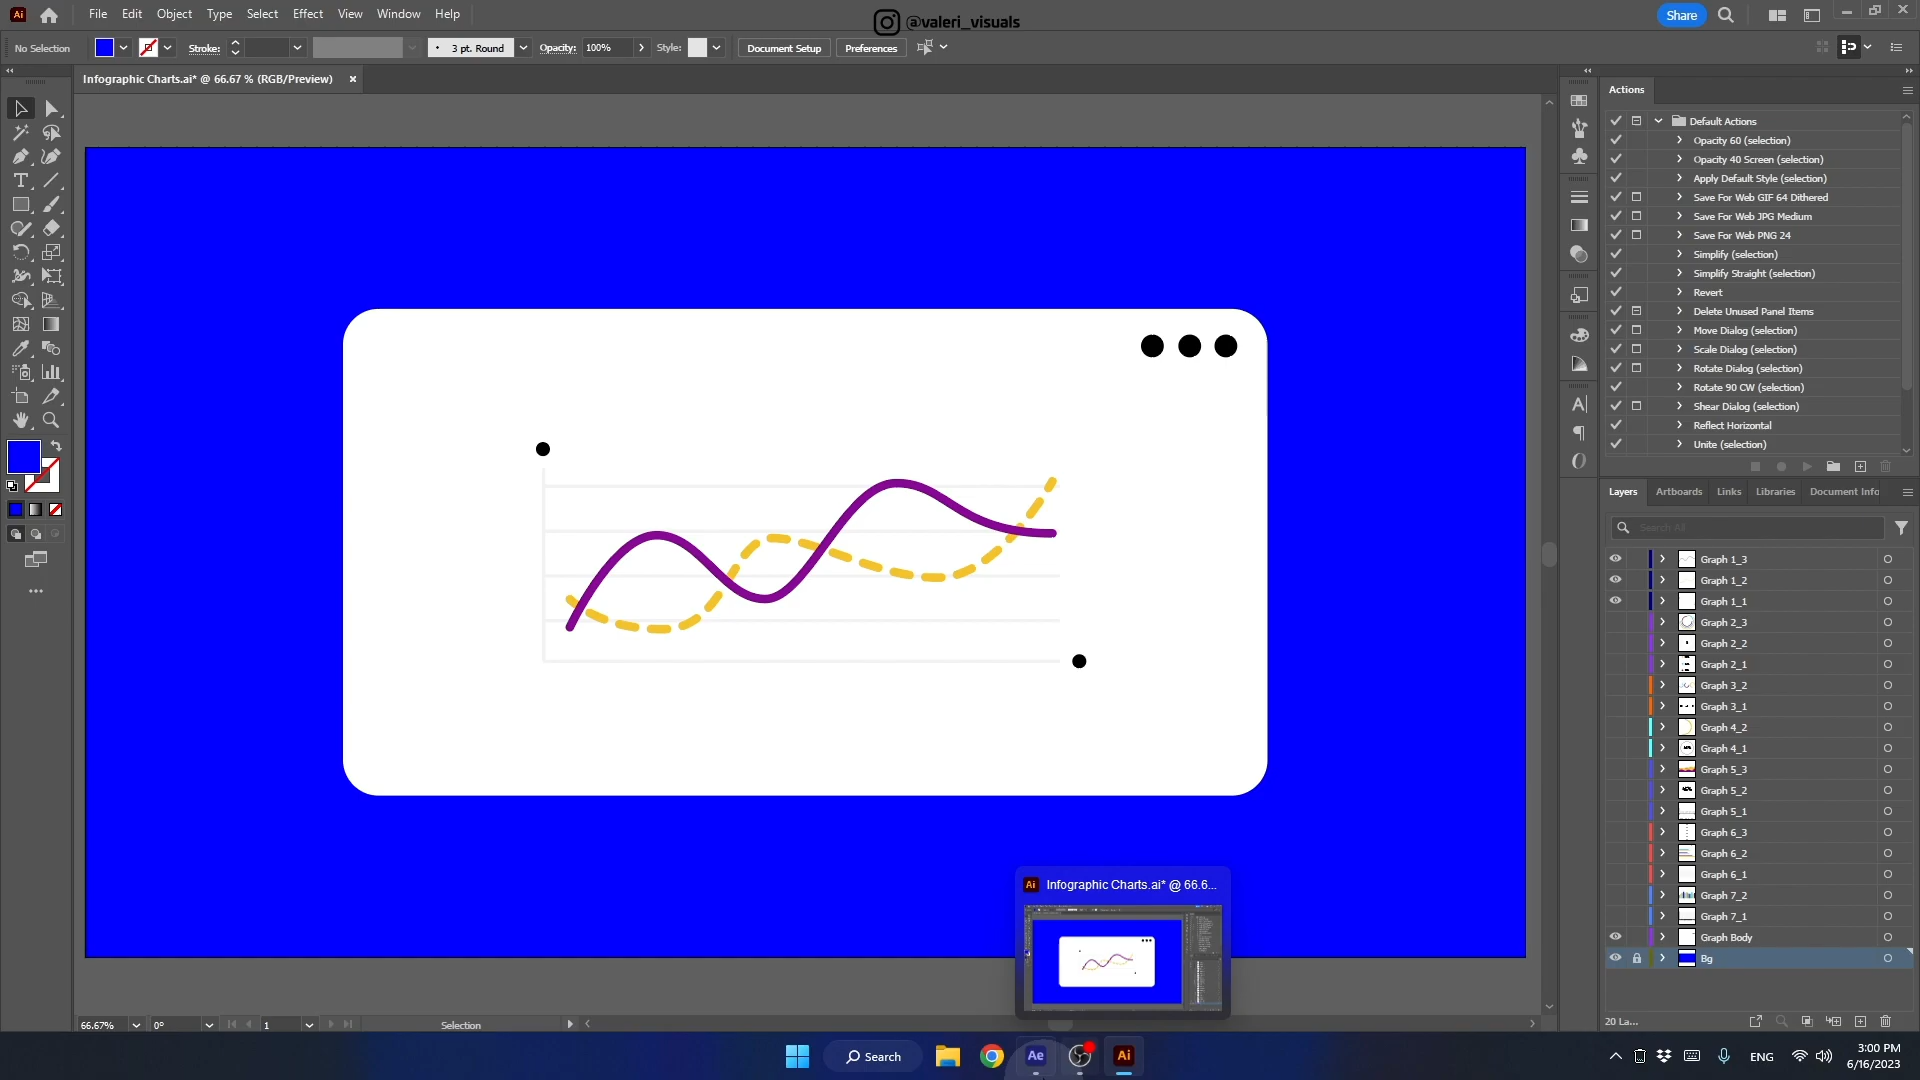 Ai File Edit Object Type Select Effect View Window Help
@valeri_visuals
Share
No Selection
Stroke:
3 pt. Round
Opacity: 100%
Style:
Document Setup
Preferences
Infographic Charts.ai* @ 66.67 % (RGB/Preview) ×
Actions
Default Actions
Opacity 60 (selection)
Opacity 40 Screen (selection)
Apply Default Style (selection)
Save For Web GIF 64 Dithered
Save For Web JPG Medium
Save For Web PNG 24
Simplify (selection)
Simplify Straight (selection)
Revert
Delete Unused Panel Items
Move Dialog (selection)
Scale Dialog (selection)
Rotate Dialog (selection)
Rotate 90 CW (selection)
Shear Dialog (selection)
Reflect Horizontal
Unite (selection)
Layers Artboards Links Libraries Document Info
Search All
Graph 1_3
Graph 1_2
Graph 1_1
Graph 2_3
Graph 2_2
Graph 2_1
Graph 3_2
Graph 3_1
Graph 4_2
Graph 4_1
Graph 5_3
Graph 5_2
Graph 5_1
Graph 6_3
Graph 6_2
Graph 6_1
Graph 7_2
Graph 7_1
Graph Body
Bg
20 La...
Ai Infographic Charts.ai* @ 66.6...
66.67%
0°
1
Selection
Search
Ae
Ai
ENG
3:00 PM
6/16/2023